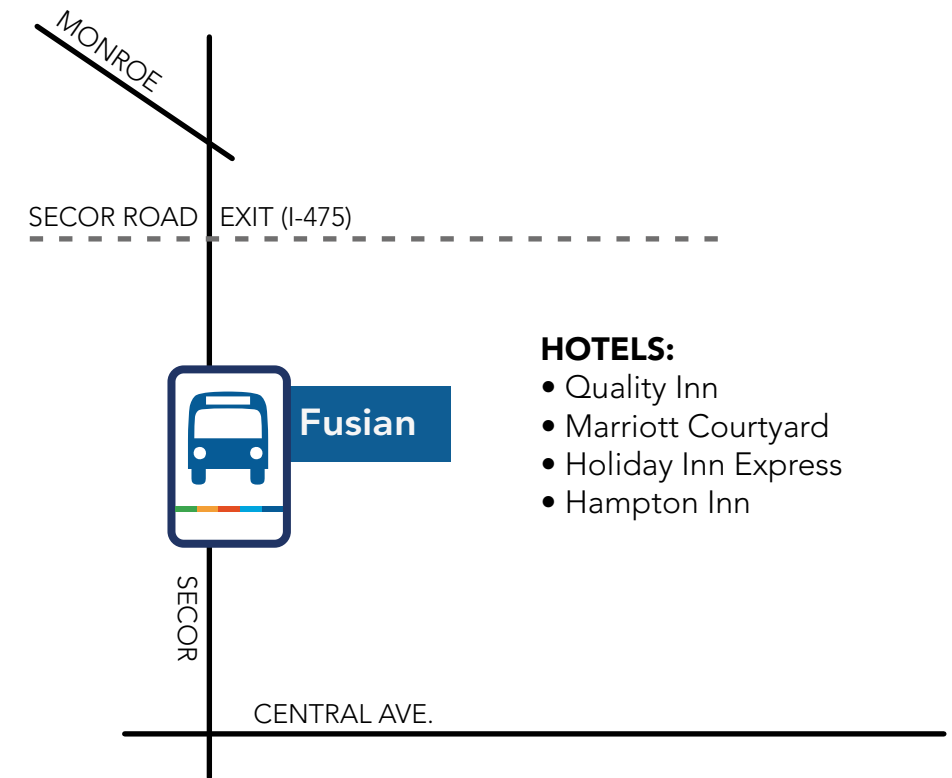 MONROE
SECOR ROAD EXIT (I-475)
Fusian
HOTELS:
• Quality Inn
• Marriott Courtyard
• Holiday Inn Express
• Hampton Inn
SECOR
CENTRAL AVE.